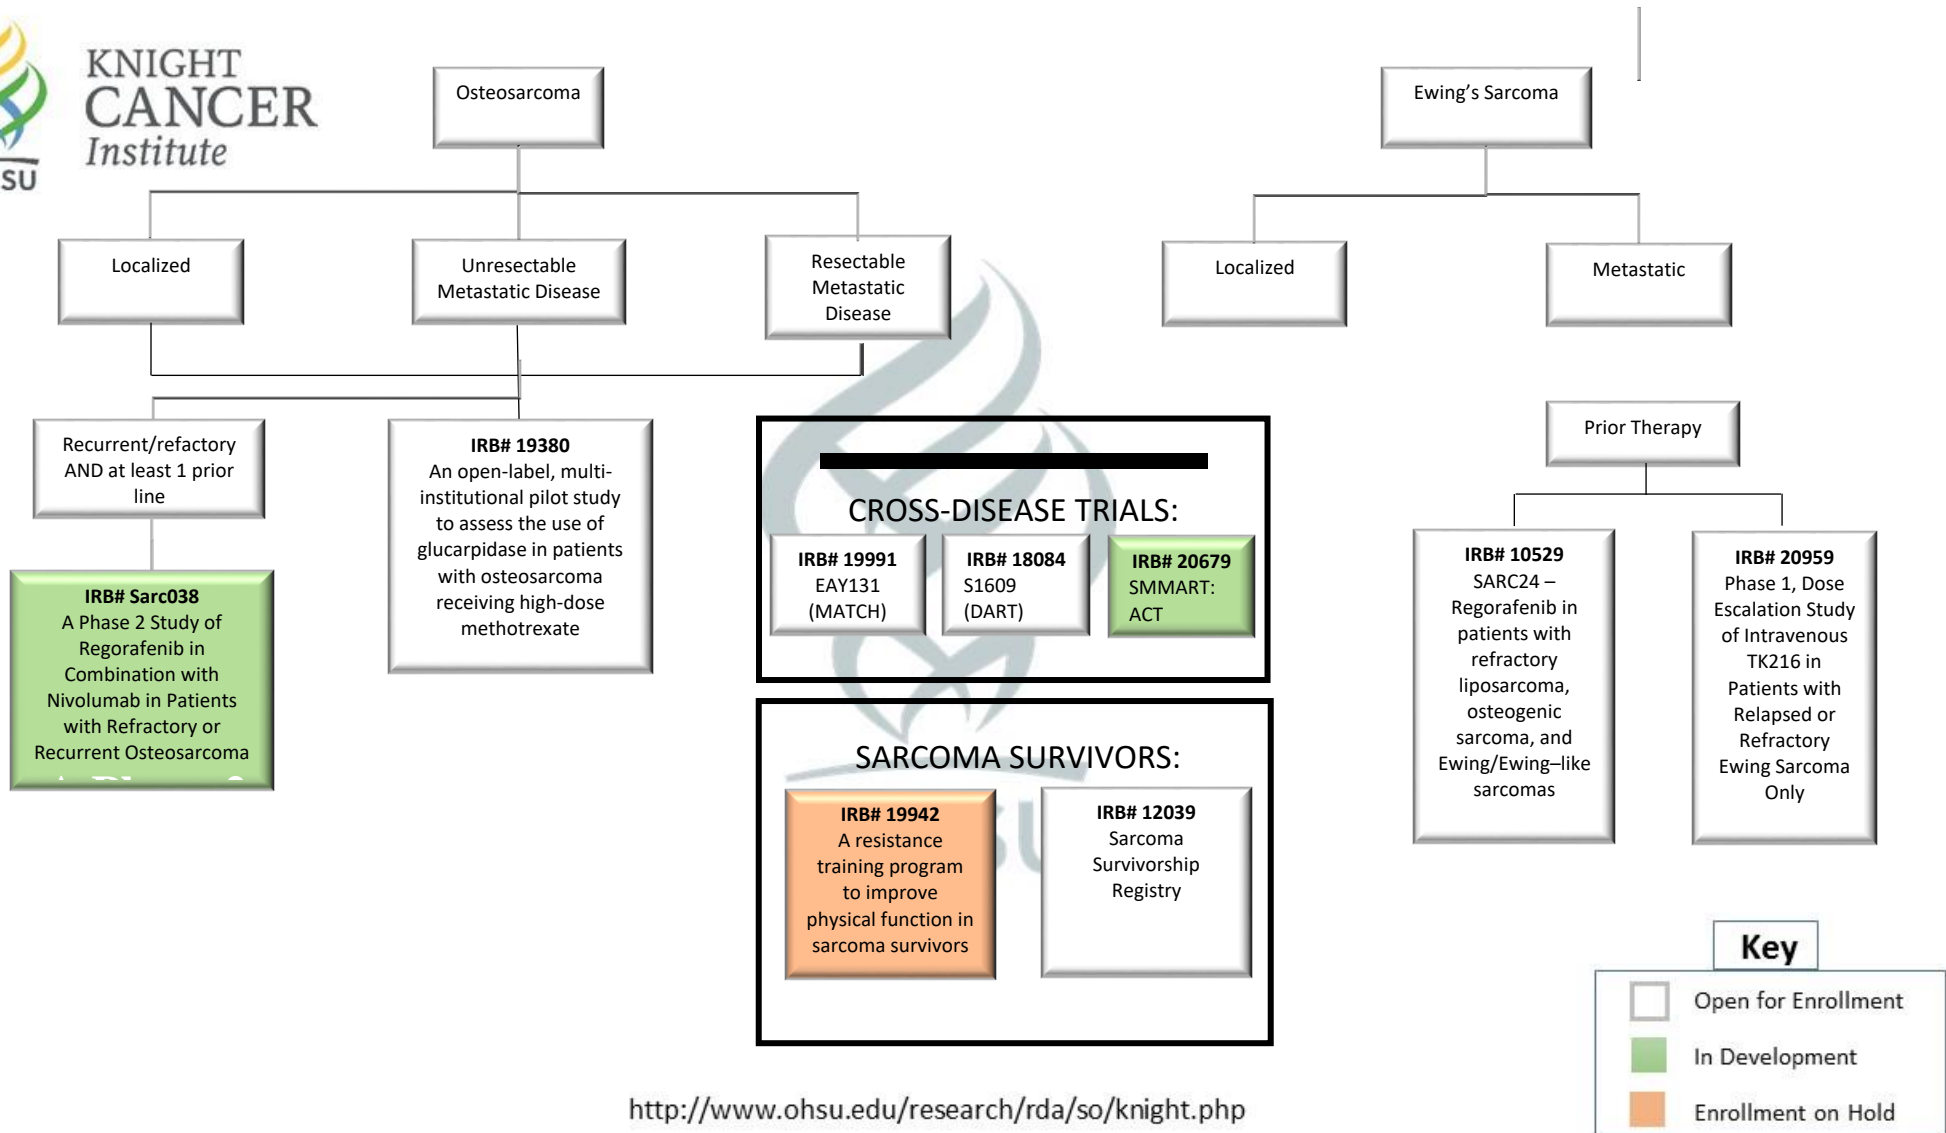 KNIGHT
CANCER
Institute
SU
Osteosarcoma
Ewing’s Sarcoma
Localized
Unresectable
Metastatic Disease
Resectable
Metastatic
Disease
Localized
Metastatic
Recurrent/refactory
AND at least 1 prior
line
IRB# Sarc038
A Phase 2 Study of
Regorafenib in
Combination with
Nivolumab in Patients
with Refractory or
Recurrent Osteosarcoma
IRB# 19380
An open-label, multi-
institutional pilot study
to assess the use of
glucarpidase in patients
with osteosarcoma
receiving high-dose
methotrexate
CROSS-DISEASE TRIALS:
IRB# 19991
EAY131
(MATCH)
IRB# 18084
S1609
(DART)
IRB# 20679
SMMART:
ACT
SARCOMA SURVIVORS:
IRB# 19942
A resistance
training program
to improve
physical function in
sarcoma survivors
IRB# 12039
Sarcoma
Survivorship
Registry
Prior Therapy
IRB# 10529
SARC24 –
Regorafenib in
patients with
refractory
liposarcoma,
osteogenic
sarcoma, and
Ewing/Ewing–like
sarcomas
IRB# 20959
Phase 1, Dose
Escalation Study
of Intravenous
TK216 in
Patients with
Relapsed or
Refractory
Ewing Sarcoma
Only
Key
Open for Enrollment
In Development
Enrollment on Hold
http://www.ohsu.edu/research/rda/so/knight.php